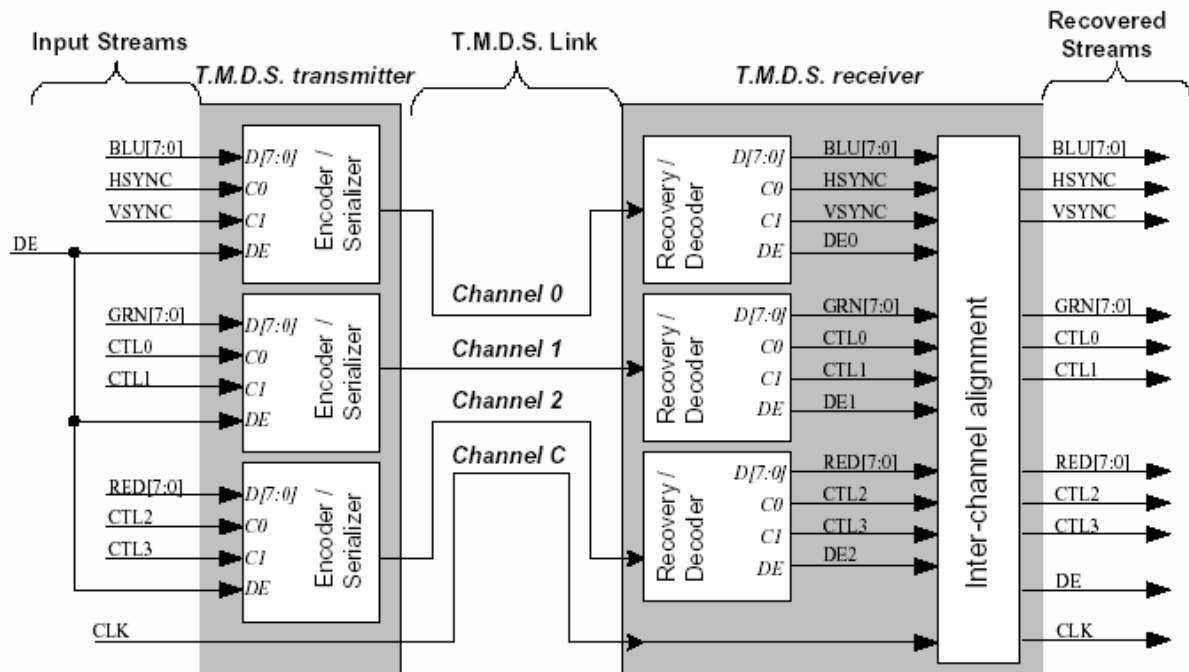 Input Streams
T.M.D.S. Link
Recovered
Streams
T.M.D.S. transmitter
T.M.D.S. receiver
BLU[7:0]
HSYNC
VSYNC
DE
D[7:0]
C0
C1
DE
Encoder /
Serializer
GRN[7:0]
CTL0
CTL1
D[7:0]
C0
C1
DE
Encoder /
Serializer
RED[7:0]
CTL2
CTL3
D[7:0]
C0
C1
DE
Encoder /
Serializer
CLK
Channel 0
Channel 1
Channel 2
Channel C
Recovery /
Decoder
D[7:0]
C0
C1
DE
BLU[7:0]
HSYNC
VSYNC
DE0
Recovery /
Decoder
D[7:0]
C0
C1
DE
GRN[7:0]
CTL0
CTL1
DE1
Recovery /
Decoder
D[7:0]
C0
C1
DE
RED[7:0]
CTL2
CTL3
DE2
Inter-channel alignment
BLU[7:0]
HSYNC
VSYNC
GRN[7:0]
CTL0
CTL1
RED[7:0]
CTL2
CTL3
DE
CLK